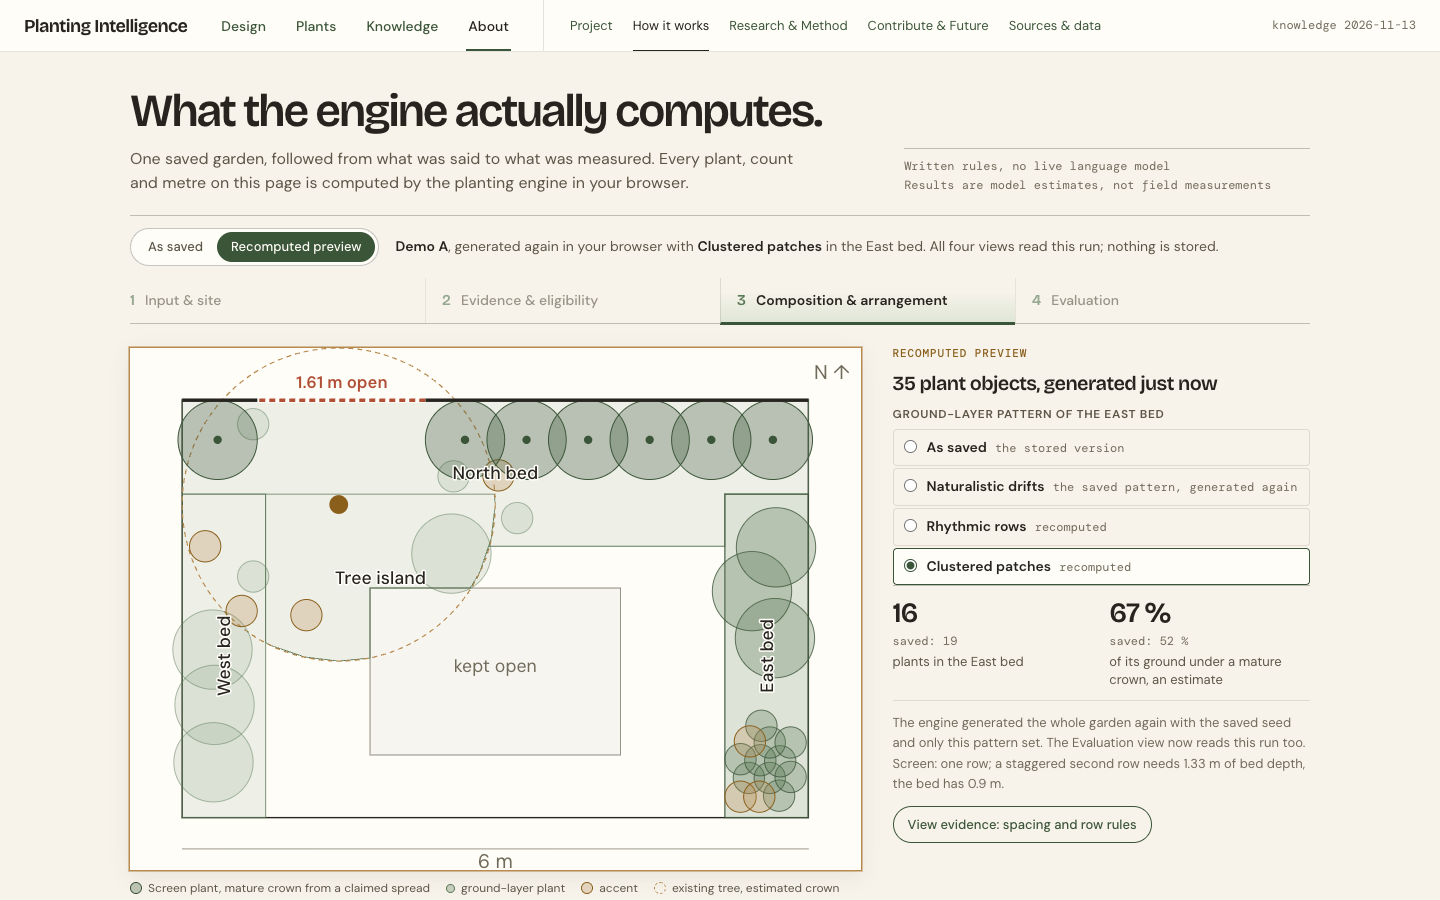 Planting Intelligence
Design
Plants
Knowledge
About
Project
How it works
Research & Method
Contribute & Future
Sources & data
knowledge 2026-11-13
What the engine actually computes.
One saved garden, followed from what was said to what was measured. Every plant, count
and metre on this page is computed by the planting engine in your browser.
Written rules, no live language model
Results are model estimates, not field measurements
As saved
Recomputed preview
Demo A, generated again in your browser with Clustered patches in the East bed. All four views read this run; nothing is stored.
1 Input & site
2 Evidence & eligibility
3 Composition & arrangement
4 Evaluation
N ↑
1.61 m open
North bed
Tree island
West bed
kept open
East bed
6 m
Screen plant, mature crown from a claimed spread
ground-layer plant
accent
existing tree, estimated crown
RECOMPUTED PREVIEW
35 plant objects, generated just now
GROUND-LAYER PATTERN OF THE EAST BED
As saved the stored version
Naturalistic drifts the saved pattern, generated again
Rhythmic rows recomputed
Clustered patches recomputed
16
saved: 19
plants in the East bed
67 %
saved: 52 %
of its ground under a mature
crown, an estimate
The engine generated the whole garden again with the saved seed
and only this pattern set. The Evaluation view now reads this run too.
Screen: one row; a staggered second row needs 1.33 m of bed depth,
the bed has 0.9 m.
View evidence: spacing and row rules